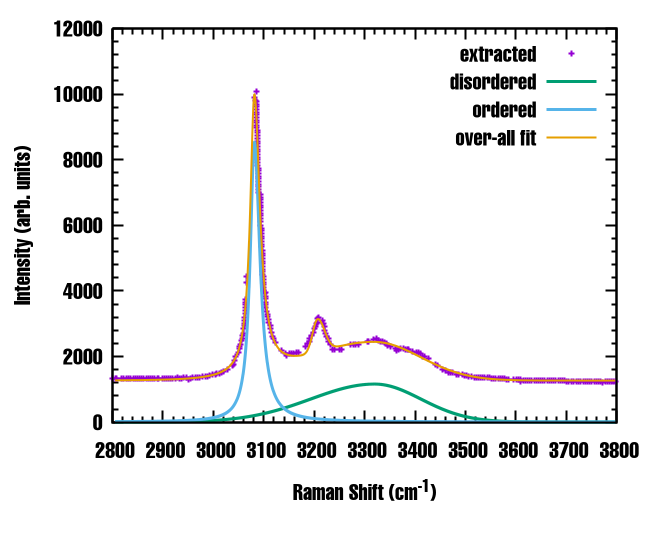 12000
10000
8000
6000
4000
2000
0
Intensity (arb. units)
extracted
disordered
ordered
over-all fit
2800 2900 3000 3100 3200 3300 3400 3500 3600 3700 3800
Raman Shift (cm-1)